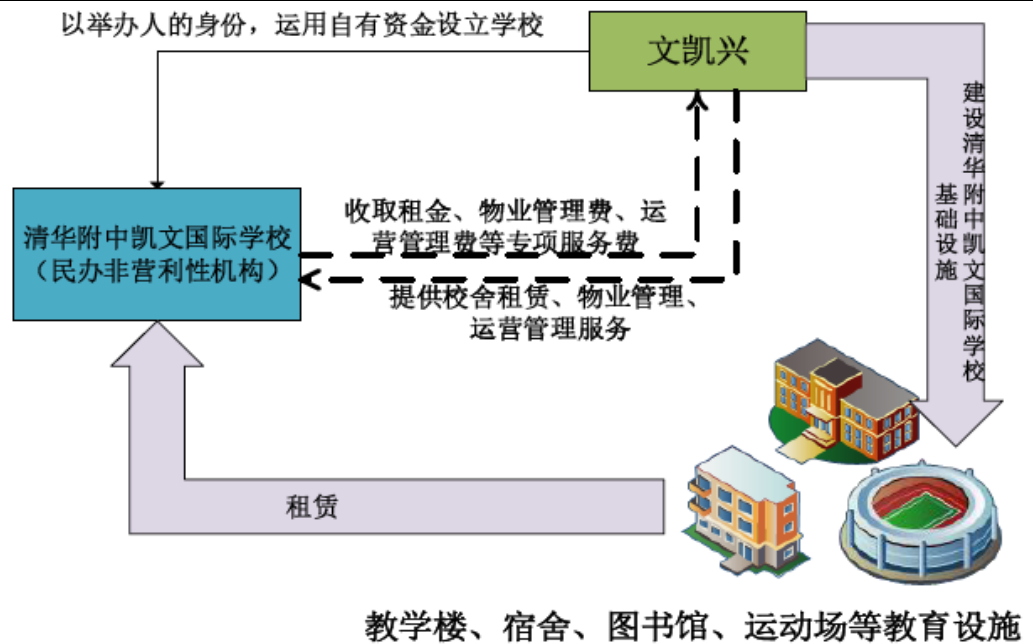 以举办人的身份，运用自有资金设立学校
文凯兴
建设清华附中凯文国际学校
基础设施
收取租金、物业管理费、运
营管理费等专项服务费
清华附中凯文国际学校
（民办非营利性机构）
提供校舍租赁、物业管理、
运营管理服务
租赁
教学楼、宿舍、图书馆、运动场等教育设施